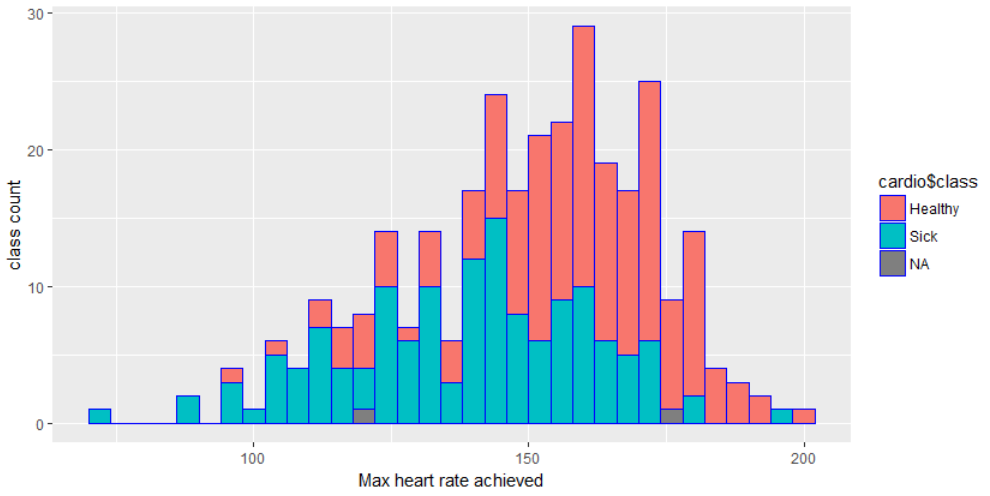 30
20
10
0
class count
100
150
200
Max heart rate achieved
cardio$class
Healthy
Sick
NA